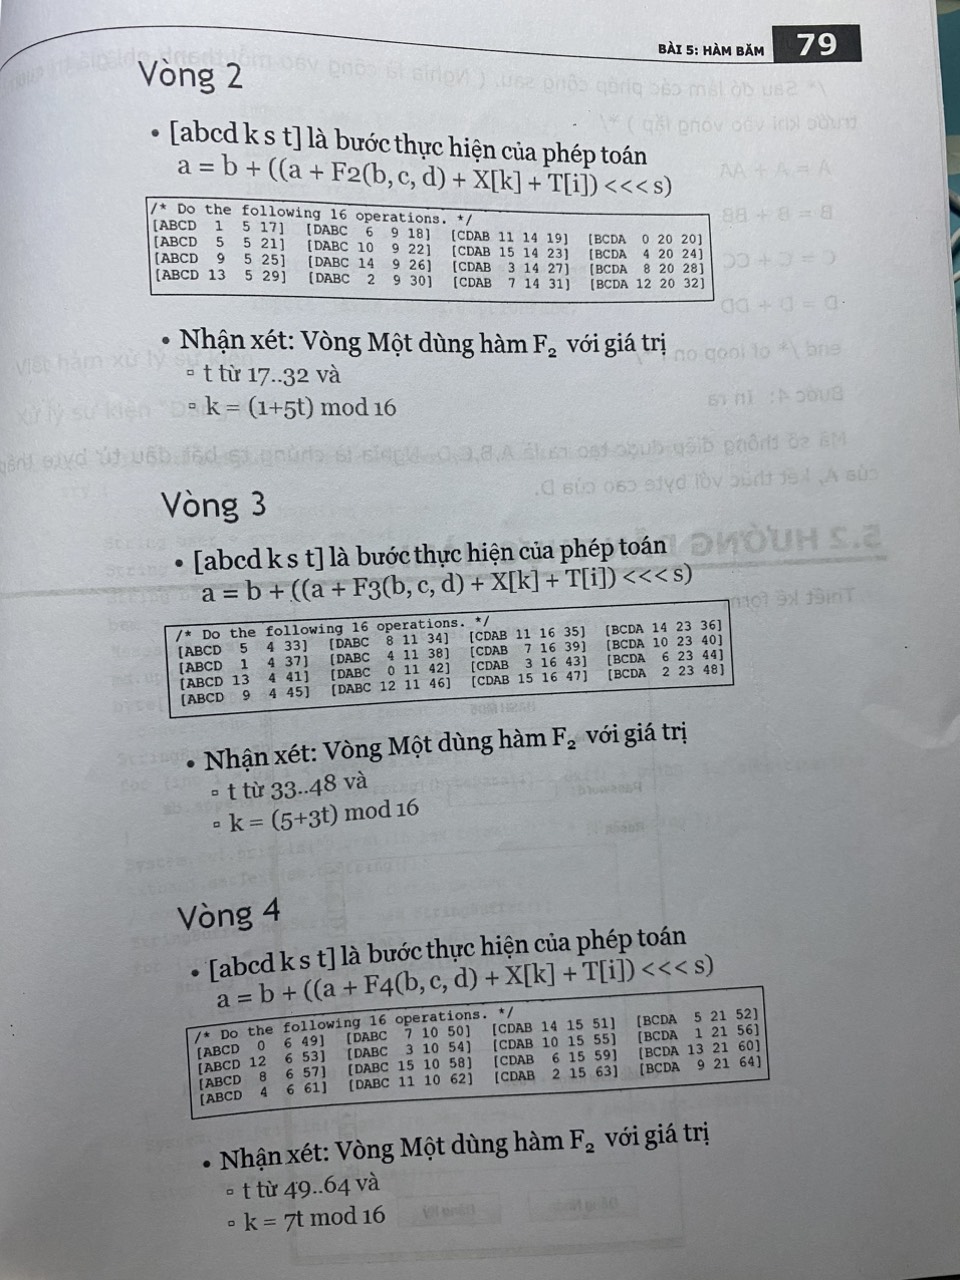 BÀI 5: HÀM BĂM 79
Vòng 2
• [abcd k s t] là bước thực hiện của phép toán
a = b + ((a + F2(b, c, d) + X[k] + T[i]) <<< s)
/* Do the following 16 operations. */
[ABCD 1 5 17] [DABC 6 9 18] [CDAB 11 14 19] [BCDA 0 20 20]
[ABCD 5 5 21] [DABC 10 9 22] [CDAB 15 14 23] [BCDA 4 20 24]
[ABCD 9 5 25] [DABC 14 9 26] [CDAB 3 14 27] [BCDA 8 20 28]
[ABCD 13 5 29] [DABC 2 9 30] [CDAB 7 14 31] [BCDA 12 20 32]
• Nhận xét: Vòng Một dùng hàm F₂ với giá trị
▫ t từ 17..32 và
▫ k = (1+5t) mod 16
Vòng 3
• [abcd k s t] là bước thực hiện của phép toán
a = b + ((a + F3(b, c, d) + X[k] + T[i]) <<< s)
/* Do the following 16 operations. */
[ABCD 5 4 33] [DABC 8 11 34] [CDAB 11 16 35] [BCDA 14 23 36]
[ABCD 1 4 37] [DABC 4 11 38] [CDAB 7 16 39] [BCDA 10 23 40]
[ABCD 13 4 41] [DABC 0 11 42] [CDAB 3 16 43] [BCDA 6 23 44]
[ABCD 9 4 45] [DABC 12 11 46] [CDAB 15 16 47] [BCDA 2 23 48]
• Nhận xét: Vòng Một dùng hàm F₂ với giá trị
▫ t từ 33..48 và
▫ k = (5+3t) mod 16
Vòng 4
• [abcd k s t] là bước thực hiện của phép toán
a = b + ((a + F4(b, c, d) + X[k] + T[i]) <<< s)
/* Do the following 16 operations. */
[ABCD 0 6 49] [DABC 7 10 50] [CDAB 14 15 51] [BCDA 5 21 52]
[ABCD 12 6 53] [DABC 3 10 54] [CDAB 10 15 55] [BCDA 1 21 56]
[ABCD 8 6 57] [DABC 15 10 58] [CDAB 6 15 59] [BCDA 13 21 60]
[ABCD 4 6 61] [DABC 11 10 62] [CDAB 2 15 63] [BCDA 9 21 64]
• Nhận xét: Vòng Một dùng hàm F₂ với giá trị
▫ t từ 49..64 và
▫ k = 7t mod 16